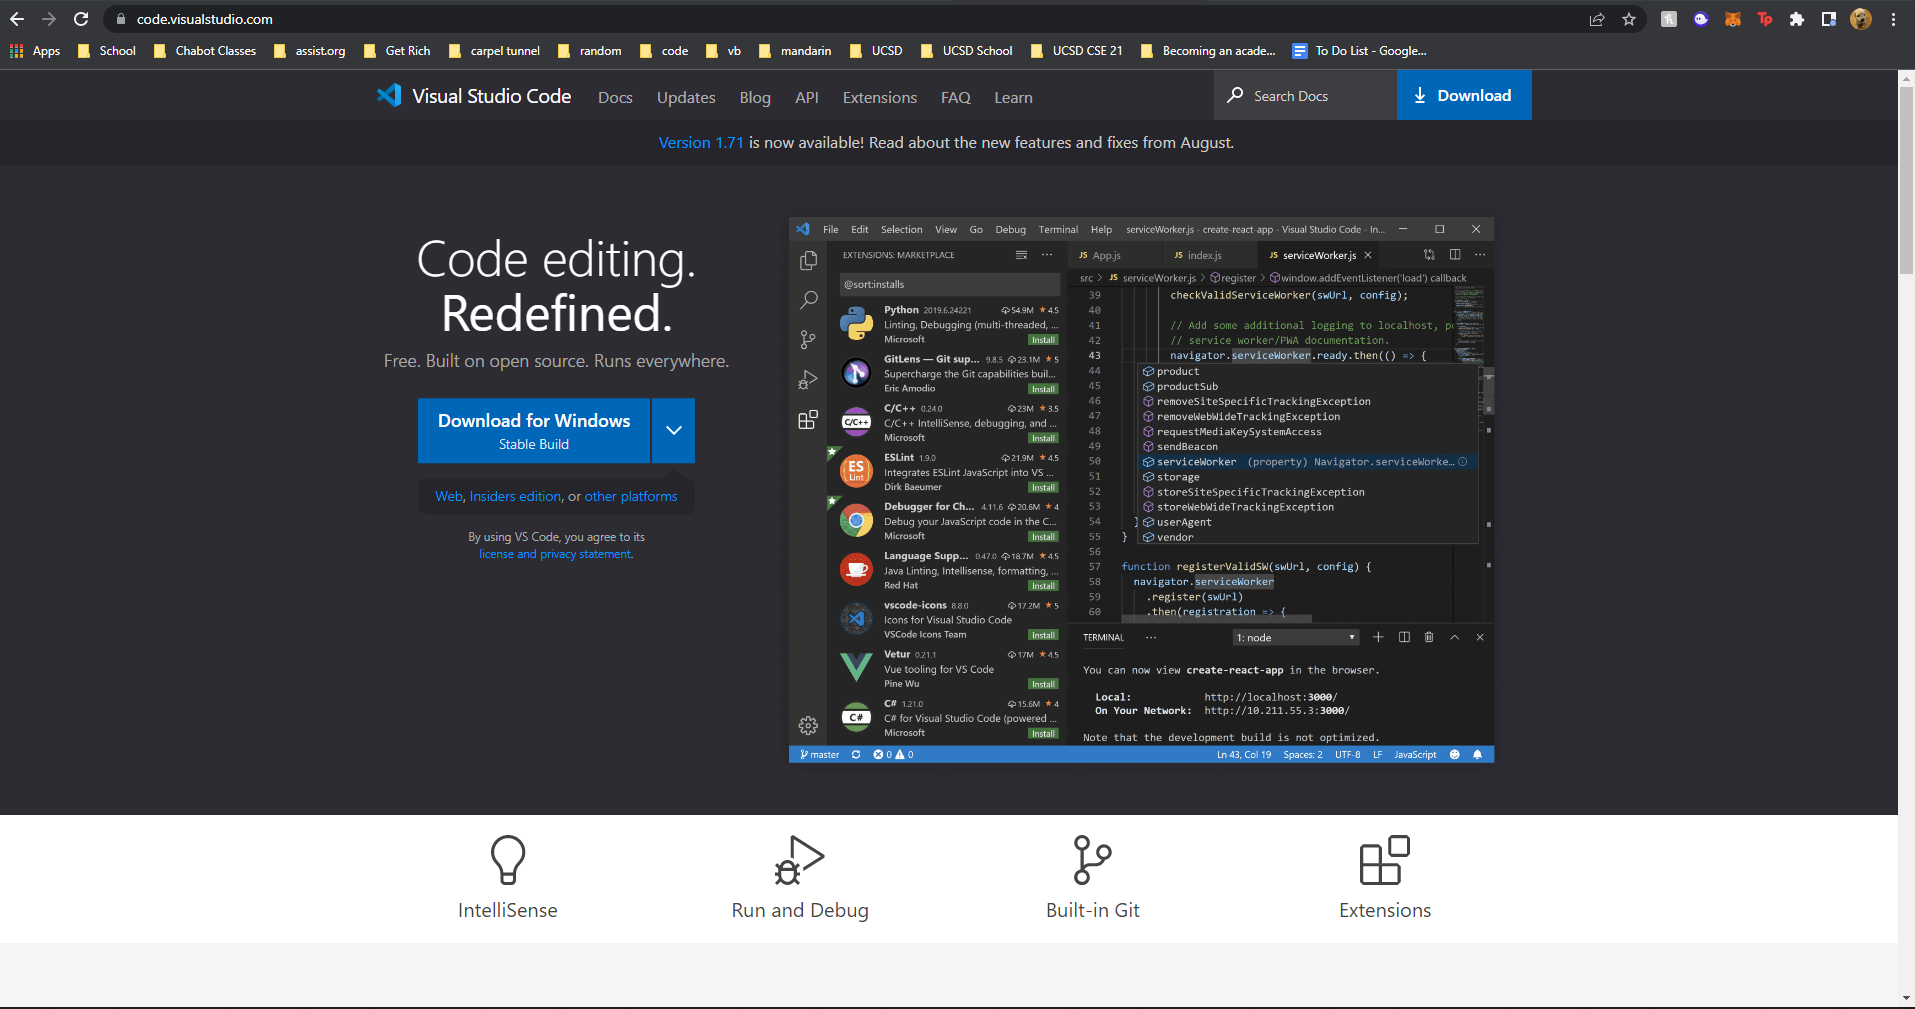 code.visualstudio.com
Apps School Chabot Classes assist.org Get Rich carpel tunnel random code vb mandarin UCSD UCSD School UCSD CSE 21 Becoming an acade... To Do List - Google...
Visual Studio Code Docs Updates Blog API Extensions FAQ Learn Search Docs Download
Version 1.71 is now available! Read about the new features and fixes from August.
Code editing.
Redefined.
Free. Built on open source. Runs everywhere.
Download for Windows
Stable Build
Web, Insiders edition, or other platforms
By using VS Code, you agree to its
license and privacy statement.
File Edit Selection View Go Debug Terminal Help serviceWorker.js - create-react-app - Visual Studio Code - In...
EXTENSIONS: MARKETPLACE
@sort:installs
Python 2019.6.24221 54.9M 4.5
Linting, Debugging (multi-threaded, ...
Microsoft Install
GitLens — Git sup... 9.8.5 23.1M 5
Supercharge the Git capabilities buil...
Eric Amodio Install
C/C++
C/C++ 0.24.0 23M 3.5
C/C++ IntelliSense, debugging, and ...
Microsoft Install
ES
Lint
ESLint 1.9.0 21.9M 4.5
Integrates ESLint JavaScript into VS ...
Dirk Baeumer Install
Debugger for Ch... 4.11.6 20.6M 4
Debug your JavaScript code in the C...
Microsoft Install
Language Supp... 0.47.0 18.7M 4.5
Java Linting, Intellisense, formatting, ...
Red Hat Install
vscode-icons 8.8.0 17.2M 5
Icons for Visual Studio Code
VSCode Icons Team Install
Vetur 0.21.1 17M 4.5
Vue tooling for VS Code
Pine Wu Install
C#
C# 1.21.0 15.6M 4
C# for Visual Studio Code (powered ...
Microsoft Install
JS App.js JS index.js JS serviceWorker.js
src > JS serviceWorker.js > register > window.addEventListener('load') callback
39 checkValidServiceWorker(swUrl, config);
40
41 // Add some additional logging to localhost, po
42 // service worker/PWA documentation.
43 navigator.serviceWorker.ready.then(() => {
44 product
45 productSub
46 removeSiteSpecificTrackingException
47 removeWebWideTrackingException
48 requestMediaKeySystemAccess
49 sendBeacon
50 serviceWorker (property) Navigator.serviceWorke...
51 storage
52 storeSiteSpecificTrackingException
53 storeWebWideTrackingException
54 } userAgent
55 } vendor
56
57 function registerValidSW(swUrl, config) {
58 navigator.serviceWorker
59 .register(swUrl)
60 .then(registration => {
TERMINAL ... 1: node
You can now view create-react-app in the browser.
Local: http://localhost:3000/
On Your Network: http://10.211.55.3:3000/
Note that the development build is not optimized.
master 0 0 Ln 43, Col 19 Spaces: 2 UTF-8 LF JavaScript
IntelliSense Run and Debug Built-in Git Extensions